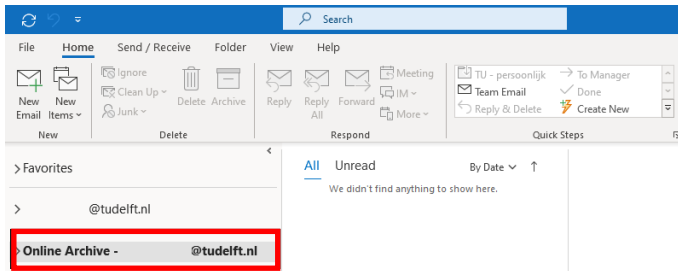 Search
File Home Send / Receive Folder View Help
New Email
New Items
Ignore
Clean Up
Junk
Delete
Archive
Reply
Reply All
Forward
Meeting
IM
More
TU - persoonlijk
To Manager
Team Email
Done
Reply & Delete
Create New
New
Delete
Respond
Quick Steps
Favorites
@tudelft.nl
Online Archive - @tudelft.nl
All Unread By Date
We didn't find anything to show here.